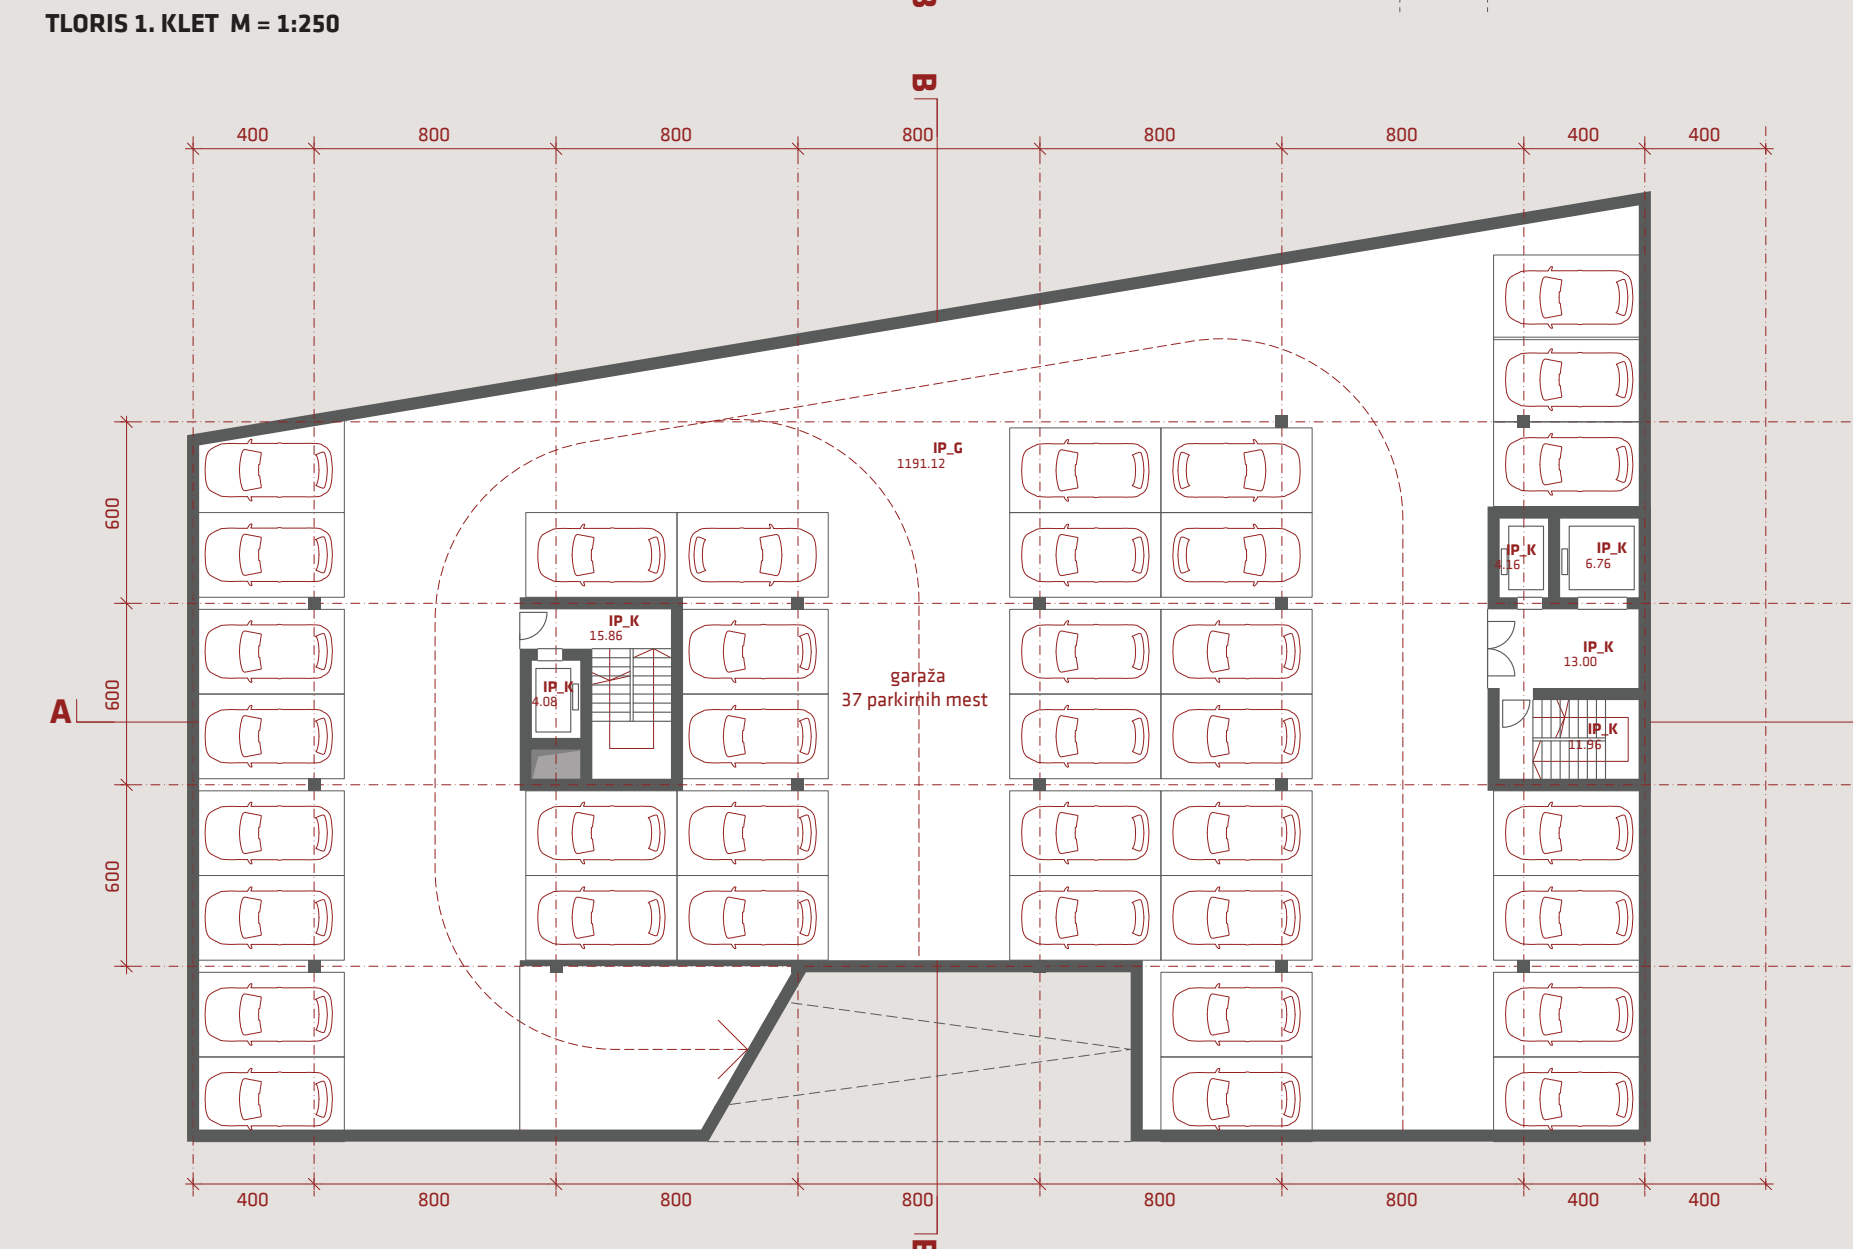 B
TLORIS 1. KLET M = 1:250
B
400 800 800 800 800 800 400 400
IP_G
1191.12
600
IP_K
4.16
IP_K
6.76
IP_K
15.86
IP_K
13.00
garaža
37 parkirnih mest
IP_K
4.08
600
A
IP_K
11.96
600
400 800 800 800 800 800 400 400